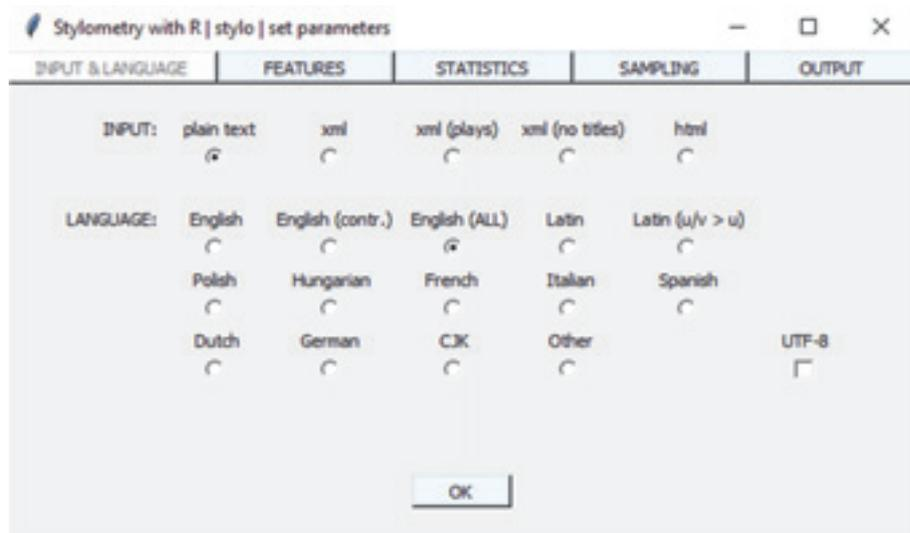 Stylometry with R | stylo | set parameters
INPUT & LANGUAGE FEATURES STATISTICS SAMPLING OUTPUT
INPUT: plain text xml xml (plays) xml (no titles) html
LANGUAGE: English English (contr.) English (ALL) Latin Latin (u/v > u)
Polish Hungarian French Italian Spanish
Dutch German CJK Other UTF-8
OK